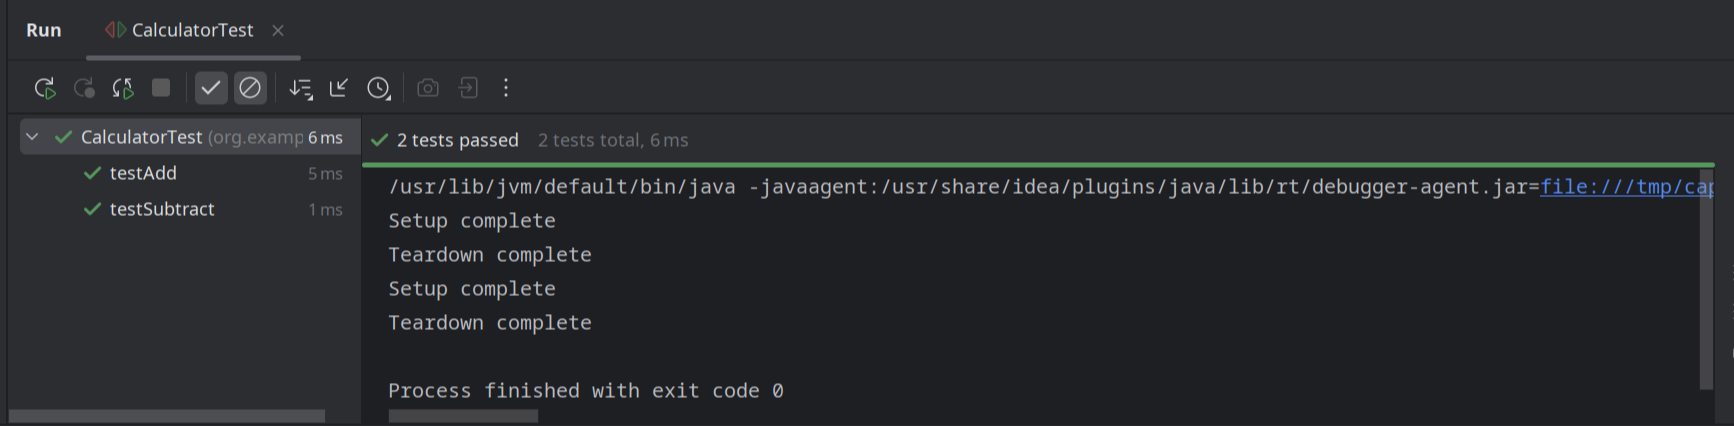 Run CalculatorTest
CalculatorTest (org.examp 6 ms
testAdd 5 ms
testSubtract 1 ms
2 tests passed 2 tests total, 6 ms
/usr/lib/jvm/default/bin/java -javaagent:/usr/share/idea/plugins/java/lib/rt/debugger-agent.jar=file:///tmp/cap
Setup complete
Teardown complete
Setup complete
Teardown complete
Process finished with exit code 0